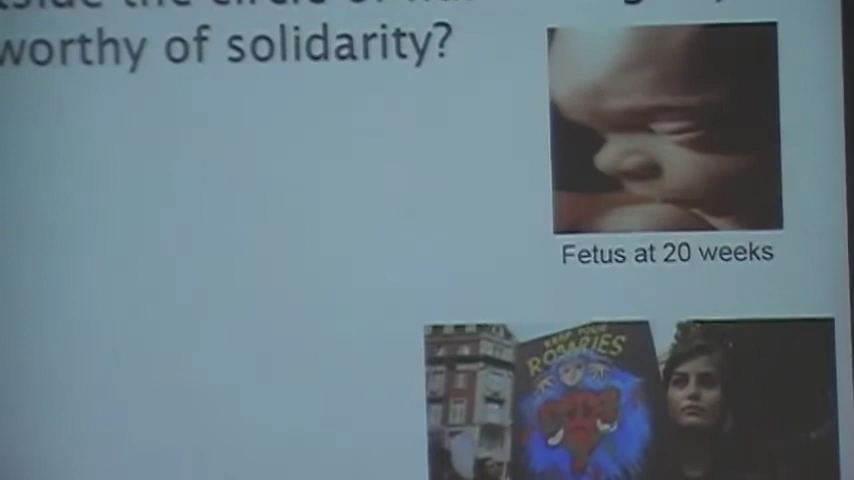 worthy of solidarity?
Fetus at 20 weeks
KEEP YOUR
ROSARIES